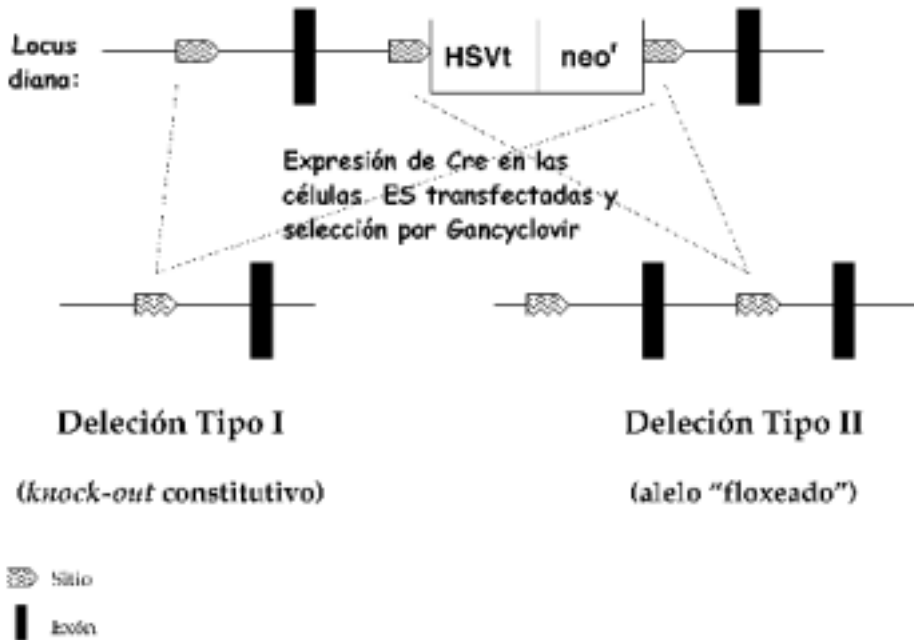 Locus
diana:
HSVt
neoʳ
Expresión de Cre en las
células ES transfectadas y
selección por Gancyclovir
Deleción Tipo I
Deleción Tipo II
(knock-out constitutivo)
(alelo “floxeado”)
Sitio
Exón